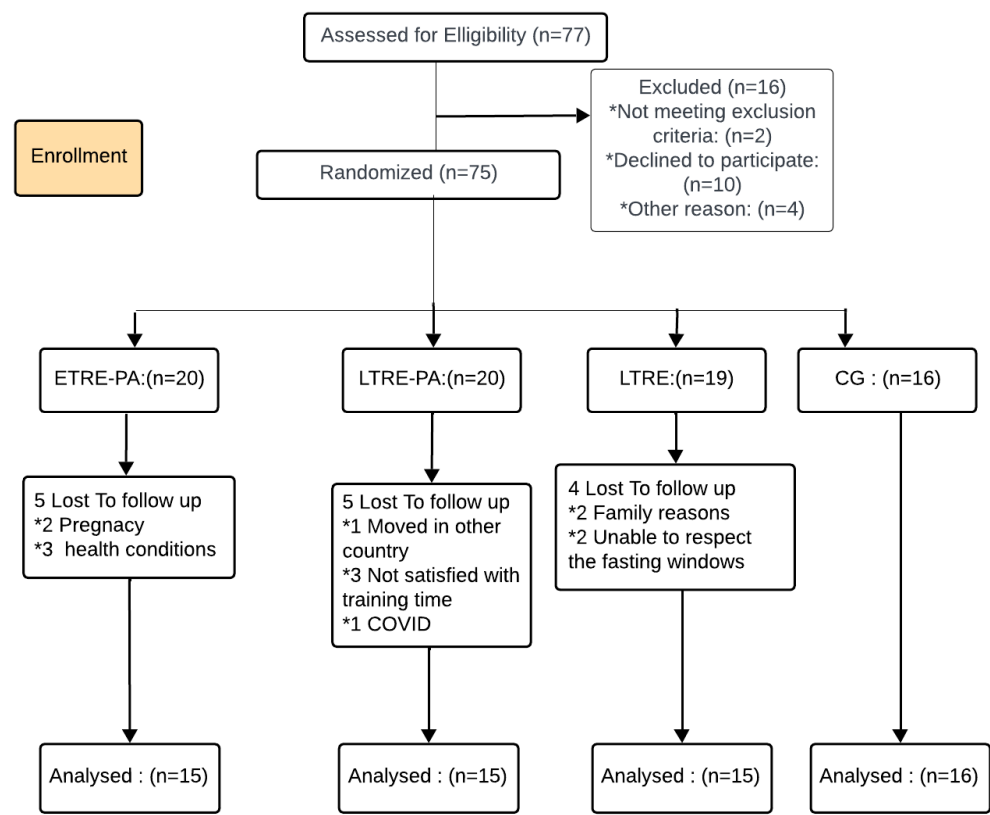 Assessed for Elligibility (n=77)
Excluded (n=16)
*Not meeting exclusion
criteria: (n=2)
*Declined to participate:
(n=10)
*Other reason: (n=4)
Enrollment
Randomized (n=75)
ETRE-PA:(n=20)
LTRE-PA:(n=20)
LTRE:(n=19)
CG : (n=16)
5 Lost To follow up
*2 Pregnacy
*3 health conditions
5 Lost To follow up
*1 Moved in other
country
*3 Not satisfied with
training time
*1 COVID
4 Lost To follow up
*2 Family reasons
*2 Unable to respect
the fasting windows
Analysed : (n=15)
Analysed : (n=15)
Analysed : (n=15)
Analysed : (n=16)